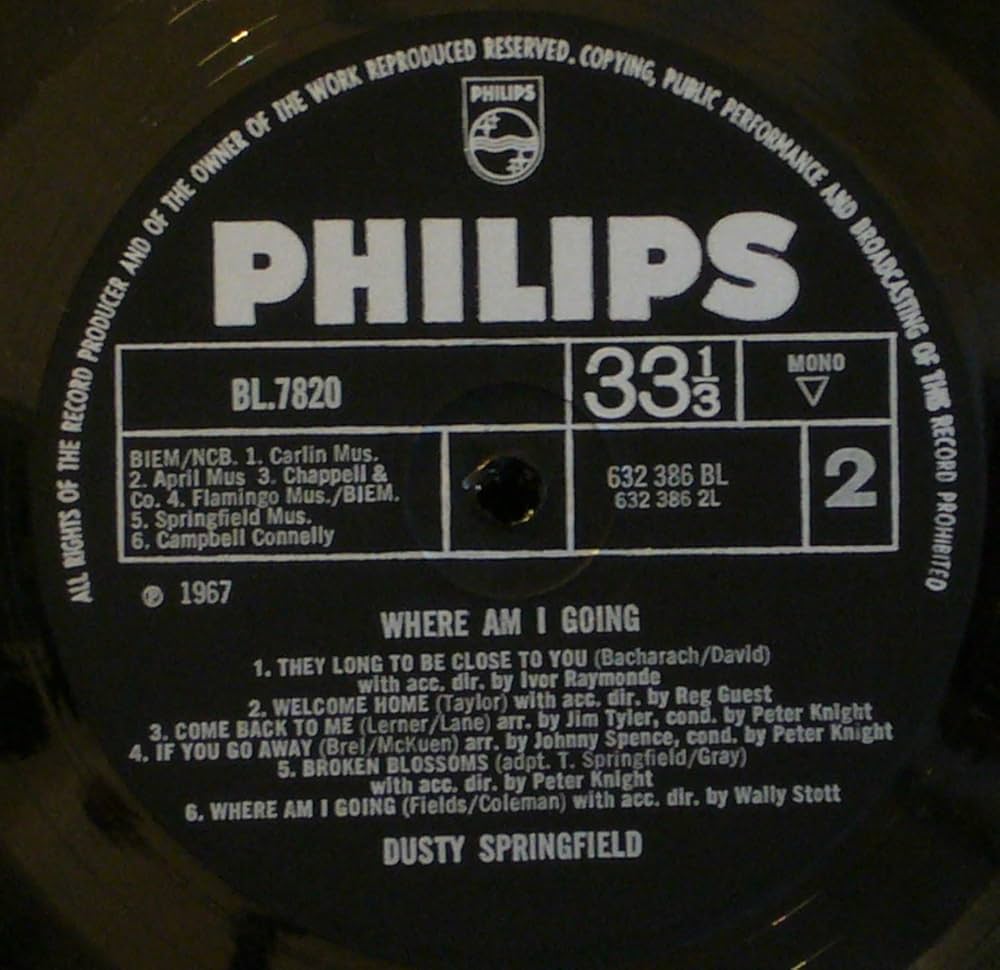 ALL RIGHTS OF THE RECORD PRODUCER AND OF THE OWNER OF THE WORK REPRODUCED RESERVED. COPYING, PUBLIC PERFORMANCE AND BROADCASTING OF THIS RECORD PROHIBITED
PHILIPS
PHILIPS
BL.7820
33 1/3
MONO
BIEM/NCB. 1. Carlin Mus.
2. April Mus 3. Chappell &
Co. 4. Flamingo Mus./BIEM.
5. Springfield Mus.
6. Campbell Connelly
632 386 BL
632 386 2L
2
℗ 1967
WHERE AM I GOING
1. THEY LONG TO BE CLOSE TO YOU (Bacharach/David)
with acc. dir. by Ivor Raymonde
2. WELCOME HOME (Taylor) with acc. dir. by Reg Guest
3. COME BACK TO ME (Lerner/Lane) arr. by Jim Tyler, cond. by Peter Knight
4. IF YOU GO AWAY (Brel/McKuen) arr. by Johnny Spence, cond. by Peter Knight
5. BROKEN BLOSSOMS (adpt. T. Springfield/Gray)
with acc. dir. by Peter Knight
6. WHERE AM I GOING (Fields/Coleman) with acc. dir. by Wally Stott
DUSTY SPRINGFIELD